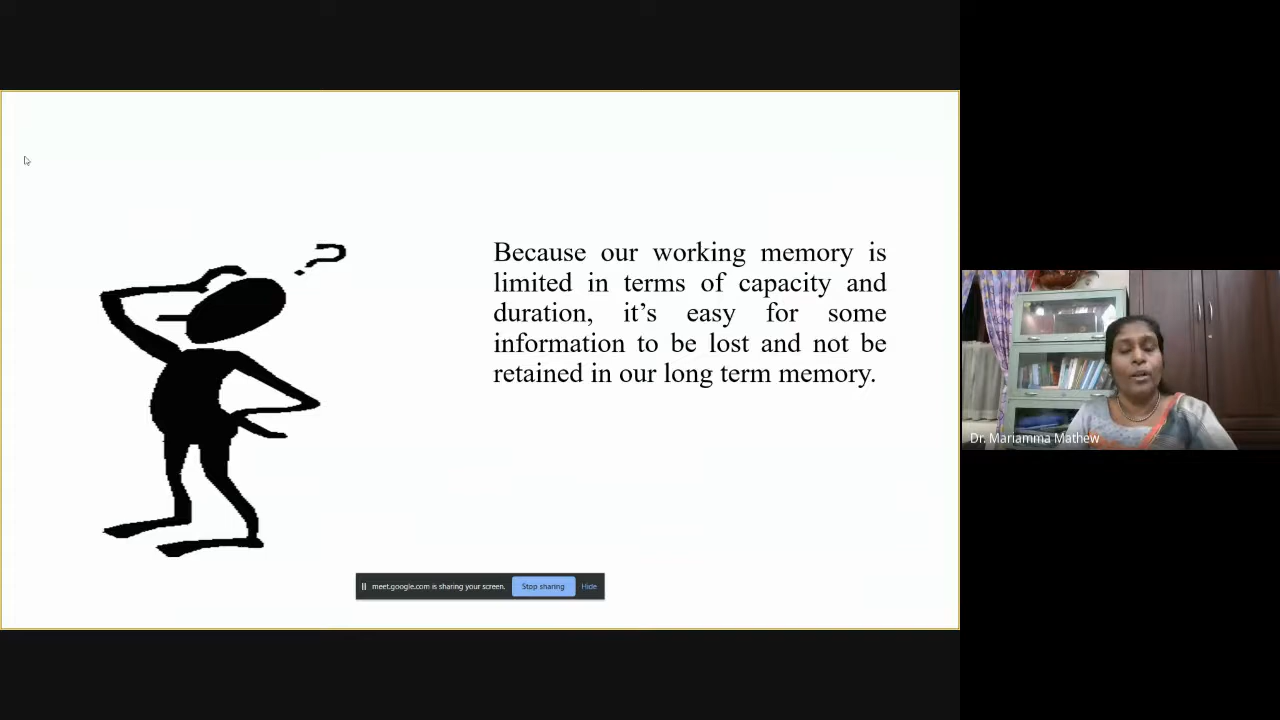 ?
Because our working memory is
limited in terms of capacity and
duration, it’s easy for some
information to be lost and not be
retained in our long term memory.
meet.google.com is sharing your screen. Stop sharing Hide
Dr. Mariamma Mathew